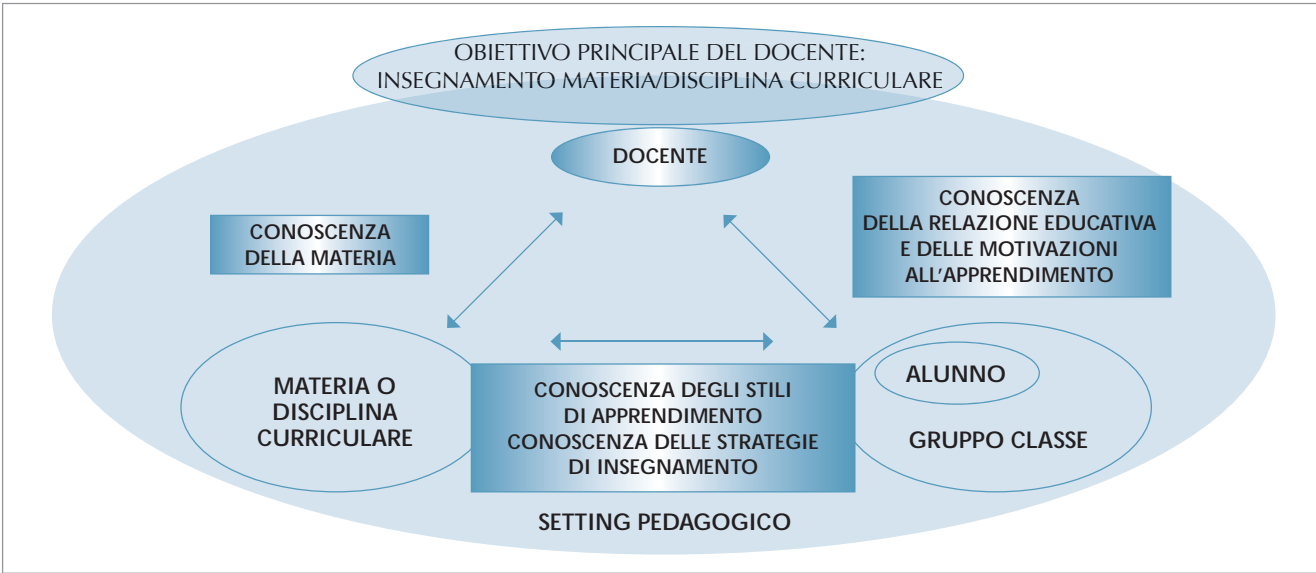 OBIETTIVO PRINCIPALE DEL DOCENTE:
INSEGNAMENTO MATERIA/DISCIPLINA CURRICULARE
DOCENTE
CONOSCENZA
DELLA MATERIA
CONOSCENZA
DELLA RELAZIONE EDUCATIVA
E DELLE MOTIVAZIONI
ALL'APPRENDIMENTO
MATERIA O
DISCIPLINA
CURRICULARE
CONOSCENZA DEGLI STILI
DI APPRENDIMENTO
CONOSCENZA DELLE STRATEGIE
DI INSEGNAMENTO
ALUNNO
GRUPPO CLASSE
SETTING PEDAGOGICO